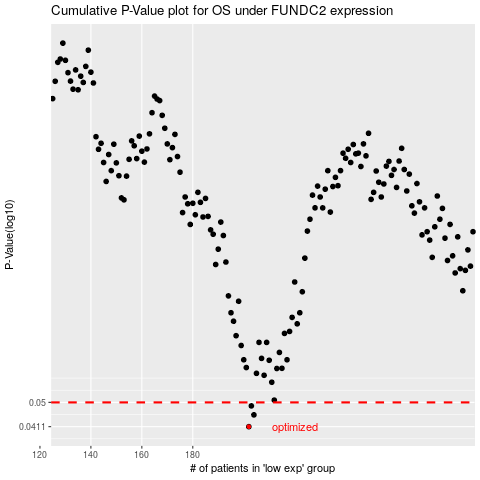 Cumulative P-Value plot for OS under FUNDC2 expression
P-Value(log10)
0.05
0.0411
optimized
120 140 160 180
# of patients in 'low exp' group